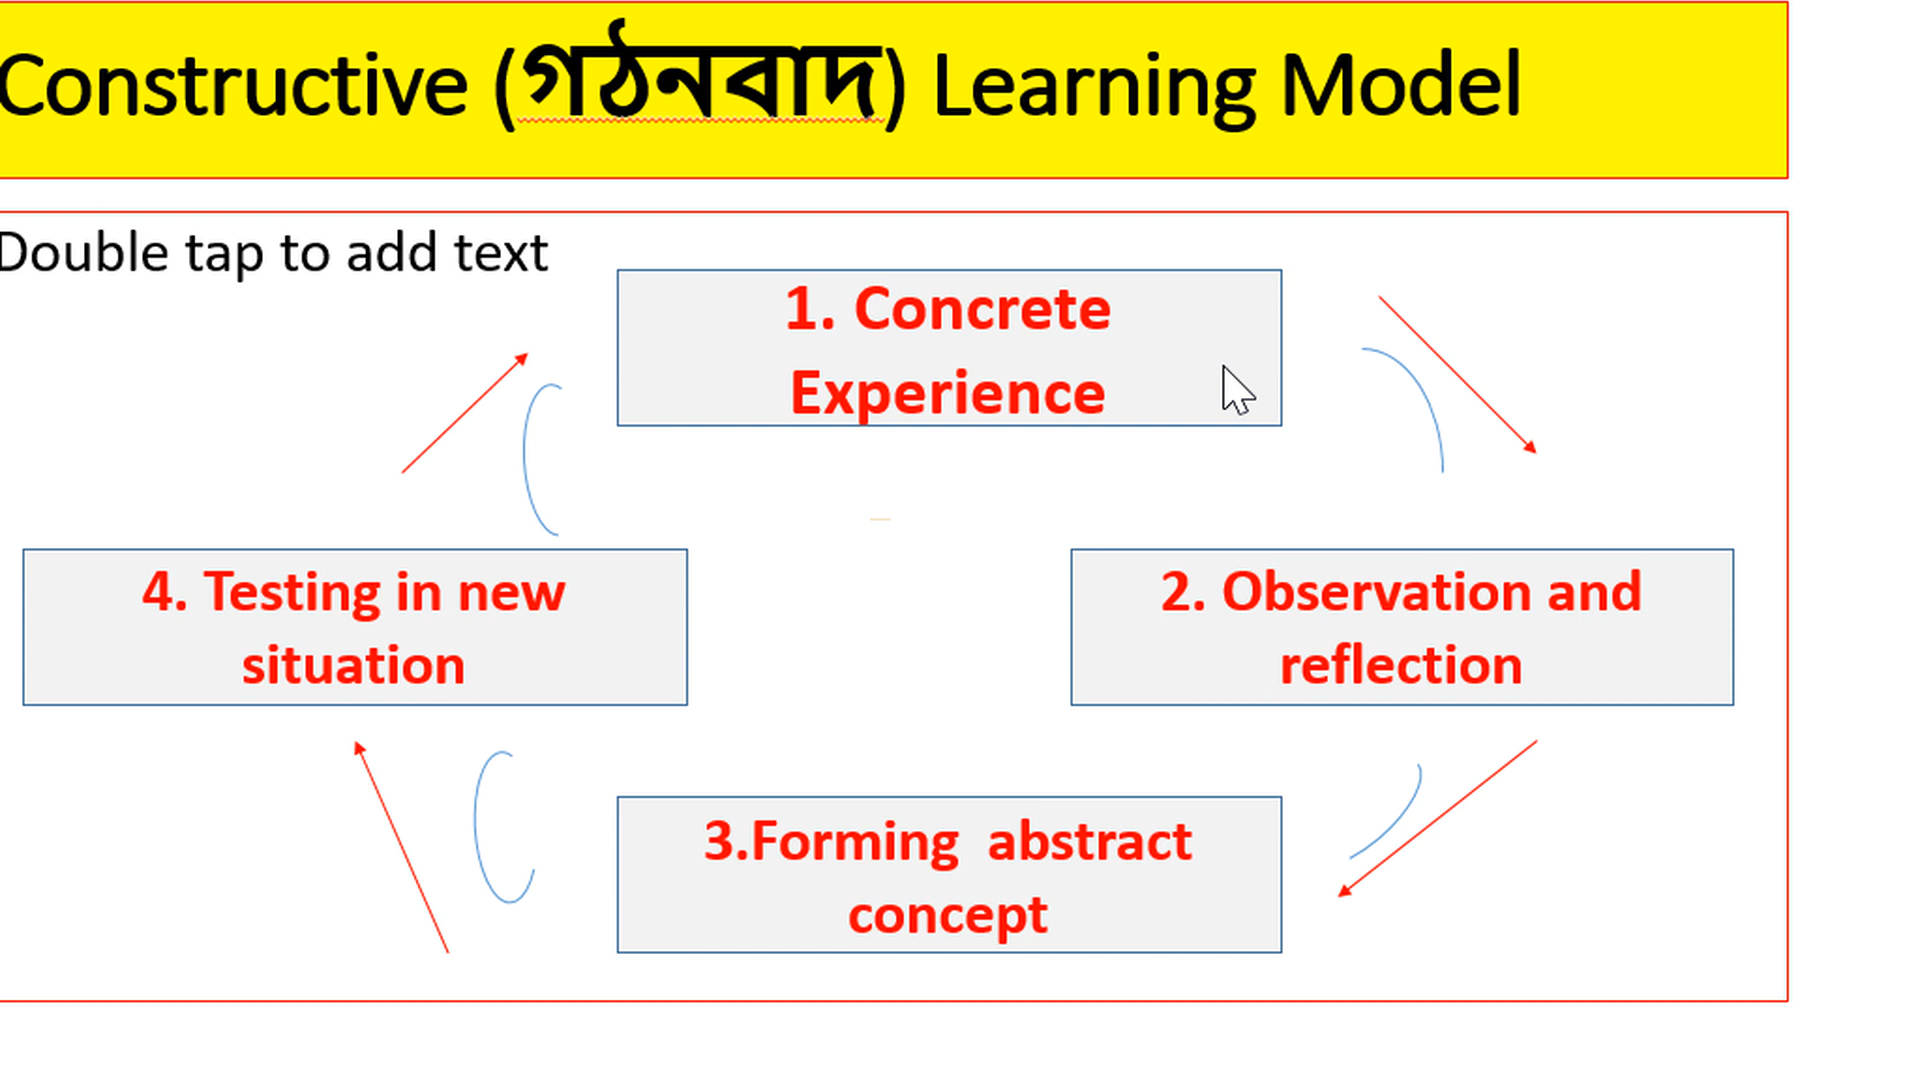 Constructive (গঠনবাদ) Learning Model
Double tap to add text
1. Concrete
Experience
4. Testing in new
situation
2. Observation and
reflection
3.Forming  abstract
concept